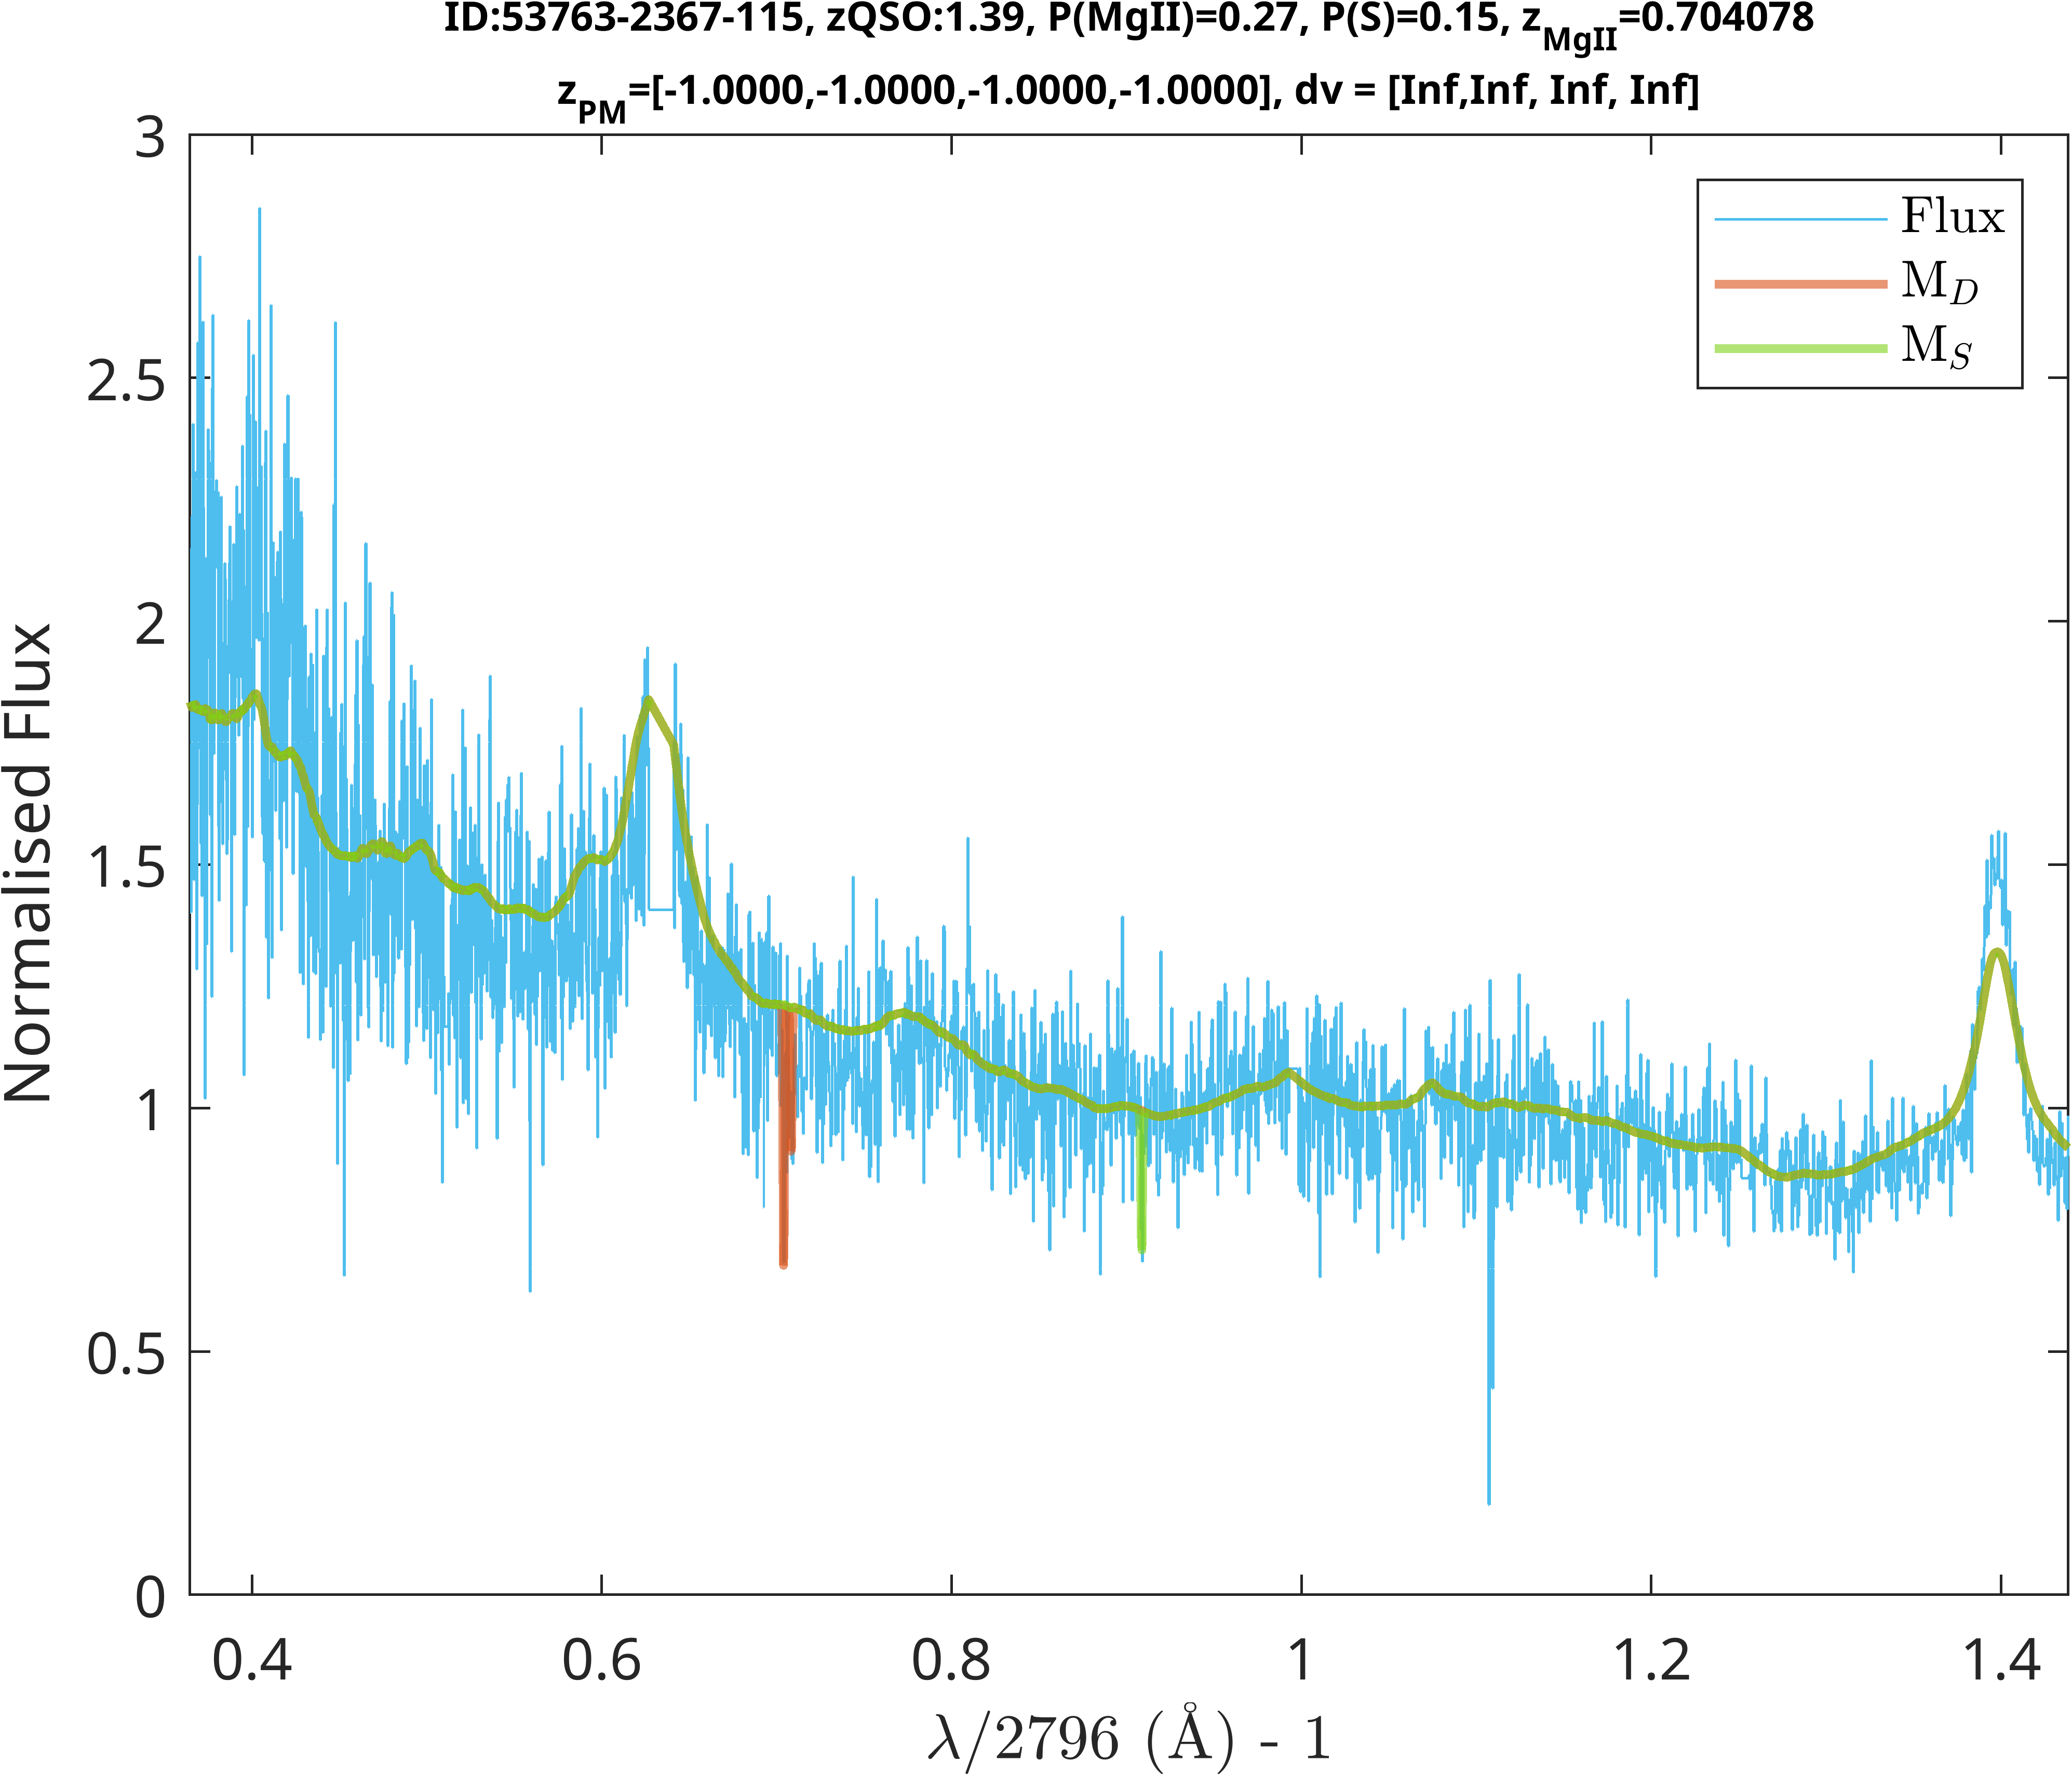 ID:53763-2367-115, zQSO:1.39, P(MgII)=0.27, P(S)=0.15, zMgII=0.704078
zPM=[-1.0000,-1.0000,-1.0000,-1.0000], dv = [Inf,Inf, Inf, Inf]
3
2.5
2
1.5
1
0.5
0
Normalised Flux
Flux
MD
MS
0.4 0.6 0.8 1 1.2 1.4
λ/2796 (Å) - 1